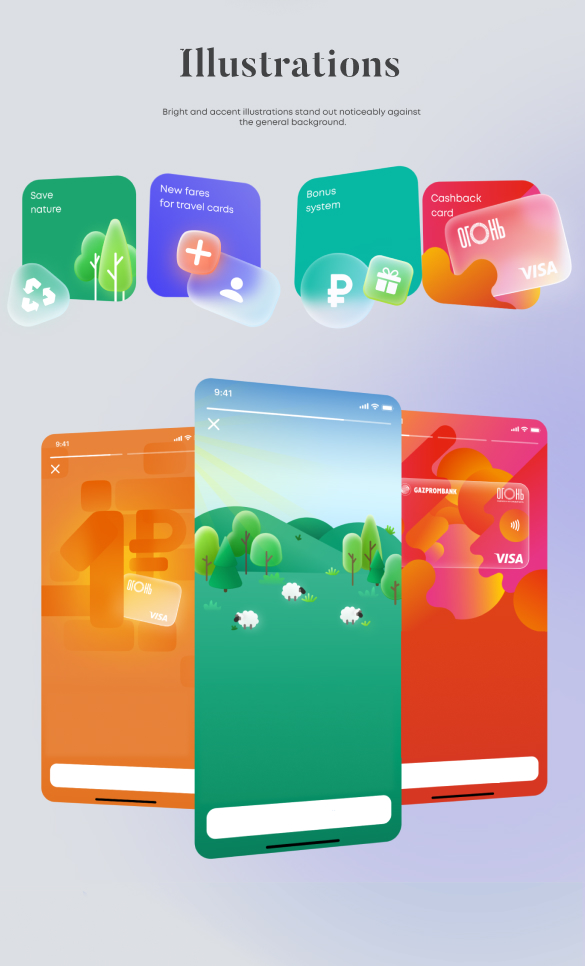 Illustrations
Bright and accent illustrations stand out noticeably against
the general background.
Save
nature
New fares
for travel cards
Bonus
system
₽
Cashback
card
ОГОНЬ
VISA
9:41
1₽
ОГОНЬ
VISA
9:41
GAZPROMBANK
ОГОНЬ
VISA